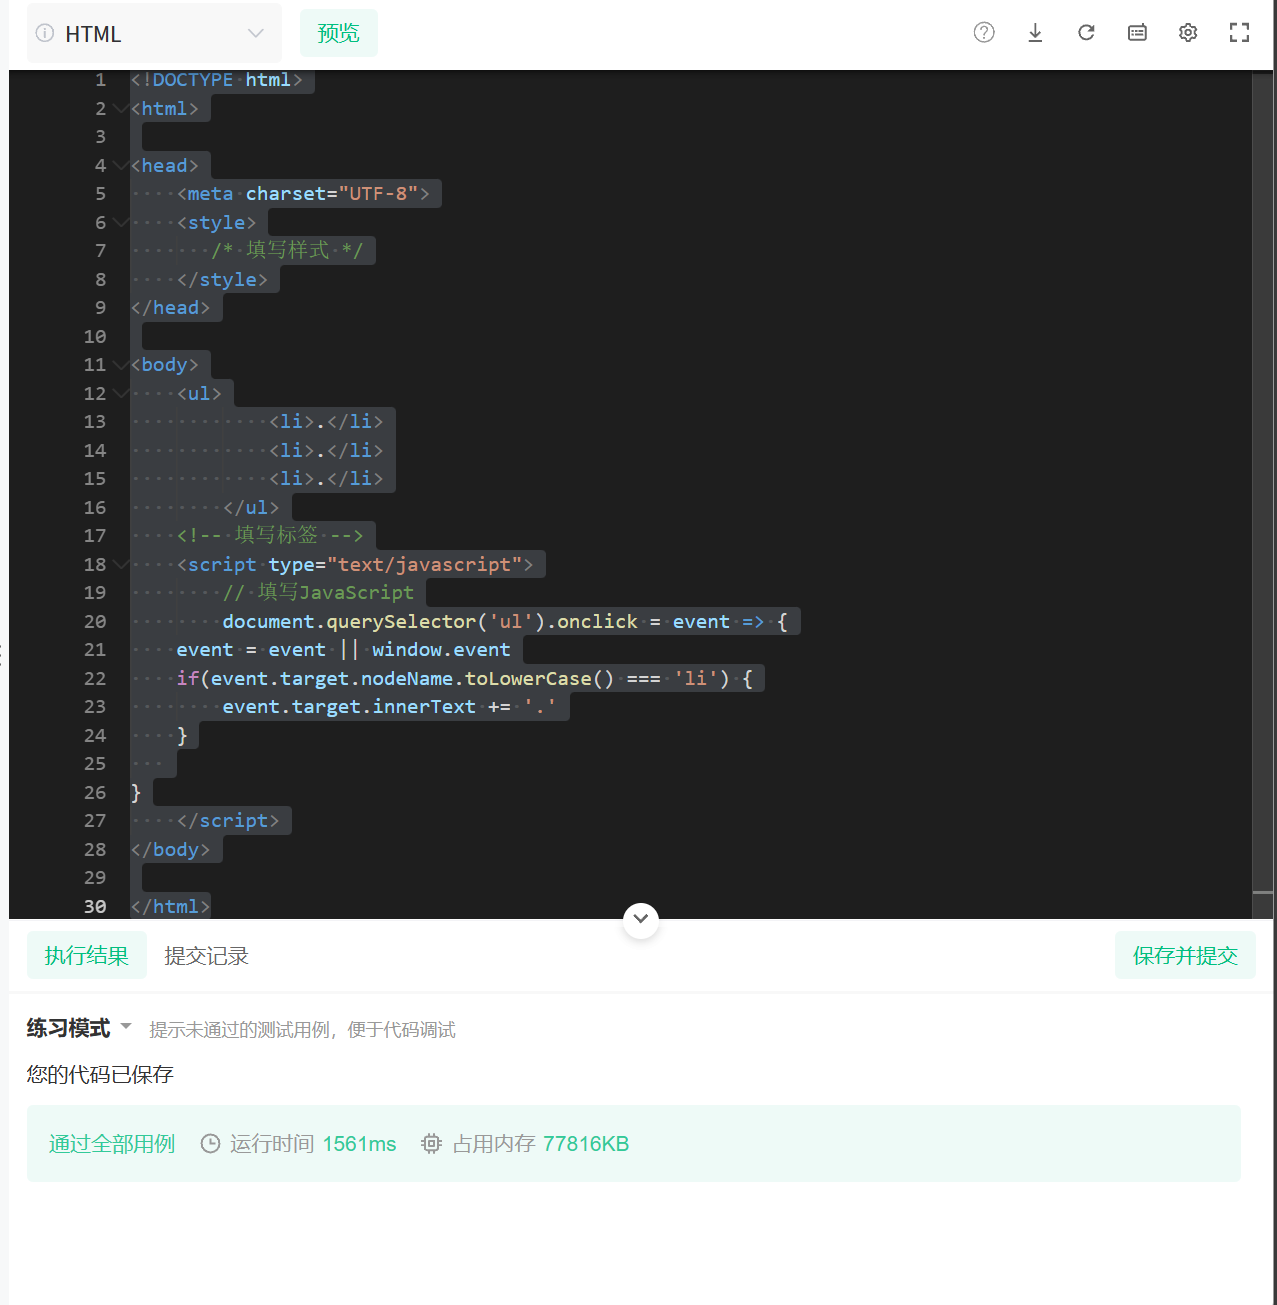 HTML
预览
1 <!DOCTYPE html>
2 <html>
3
4 <head>
5     <meta charset="UTF-8">
6     <style>
7        /* 填写样式 */
8     </style>
9 </head>
10
11 <body>
12     <ul>
13             <li>.</li>
14             <li>.</li>
15             <li>.</li>
16         </ul>
17     <!-- 填写标签 -->
18     <script type="text/javascript">
19         // 填写JavaScript
20         document.querySelector('ul').onclick = event => {
21     event = event || window.event
22     if(event.target.nodeName.toLowerCase() === 'li') {
23         event.target.innerText += '.'
24     }
25
26 }
27     </script>
28 </body>
29
30 </html>
执行结果 提交记录 保存并提交
练习模式 提示未通过的测试用例，便于代码调试
您的代码已保存
通过全部用例 运行时间 1561ms 占用内存 77816KB